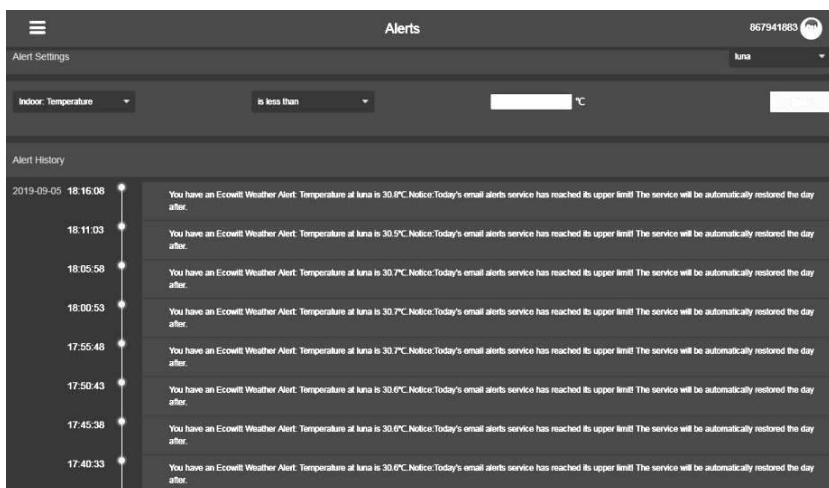 Alerts
867941883
Alert Settings
luna
Indoor: Temperature
is less than
℃
Alert History
2019-09-05 18:16:08
You have an Ecowitt Weather Alert: Temperature at luna is 30.8℃.Notice:Today's email alerts service has reached its upper limit! The service will be automatically restored the day
after.
18:11:03
You have an Ecowitt Weather Alert: Temperature at luna is 30.5℃.Notice:Today's email alerts service has reached its upper limit! The service will be automatically restored the day
after.
18:05:58
You have an Ecowitt Weather Alert: Temperature at luna is 30.7℃.Notice:Today's email alerts service has reached its upper limit! The service will be automatically restored the day
after.
18:00:53
You have an Ecowitt Weather Alert: Temperature at luna is 30.7℃.Notice:Today's email alerts service has reached its upper limit! The service will be automatically restored the day
after.
17:55:48
You have an Ecowitt Weather Alert: Temperature at luna is 30.7℃.Notice:Today's email alerts service has reached its upper limit! The service will be automatically restored the day
after.
17:50:43
You have an Ecowitt Weather Alert: Temperature at luna is 30.6℃.Notice:Today's email alerts service has reached its upper limit! The service will be automatically restored the day
after.
17:45:38
You have an Ecowitt Weather Alert: Temperature at luna is 30.6℃.Notice:Today's email alerts service has reached its upper limit! The service will be automatically restored the day
after.
17:40:33
You have an Ecowitt Weather Alert: Temperature at luna is 30.6℃.Notice:Today's email alerts service has reached its upper limit! The service will be automatically restored the day
after.